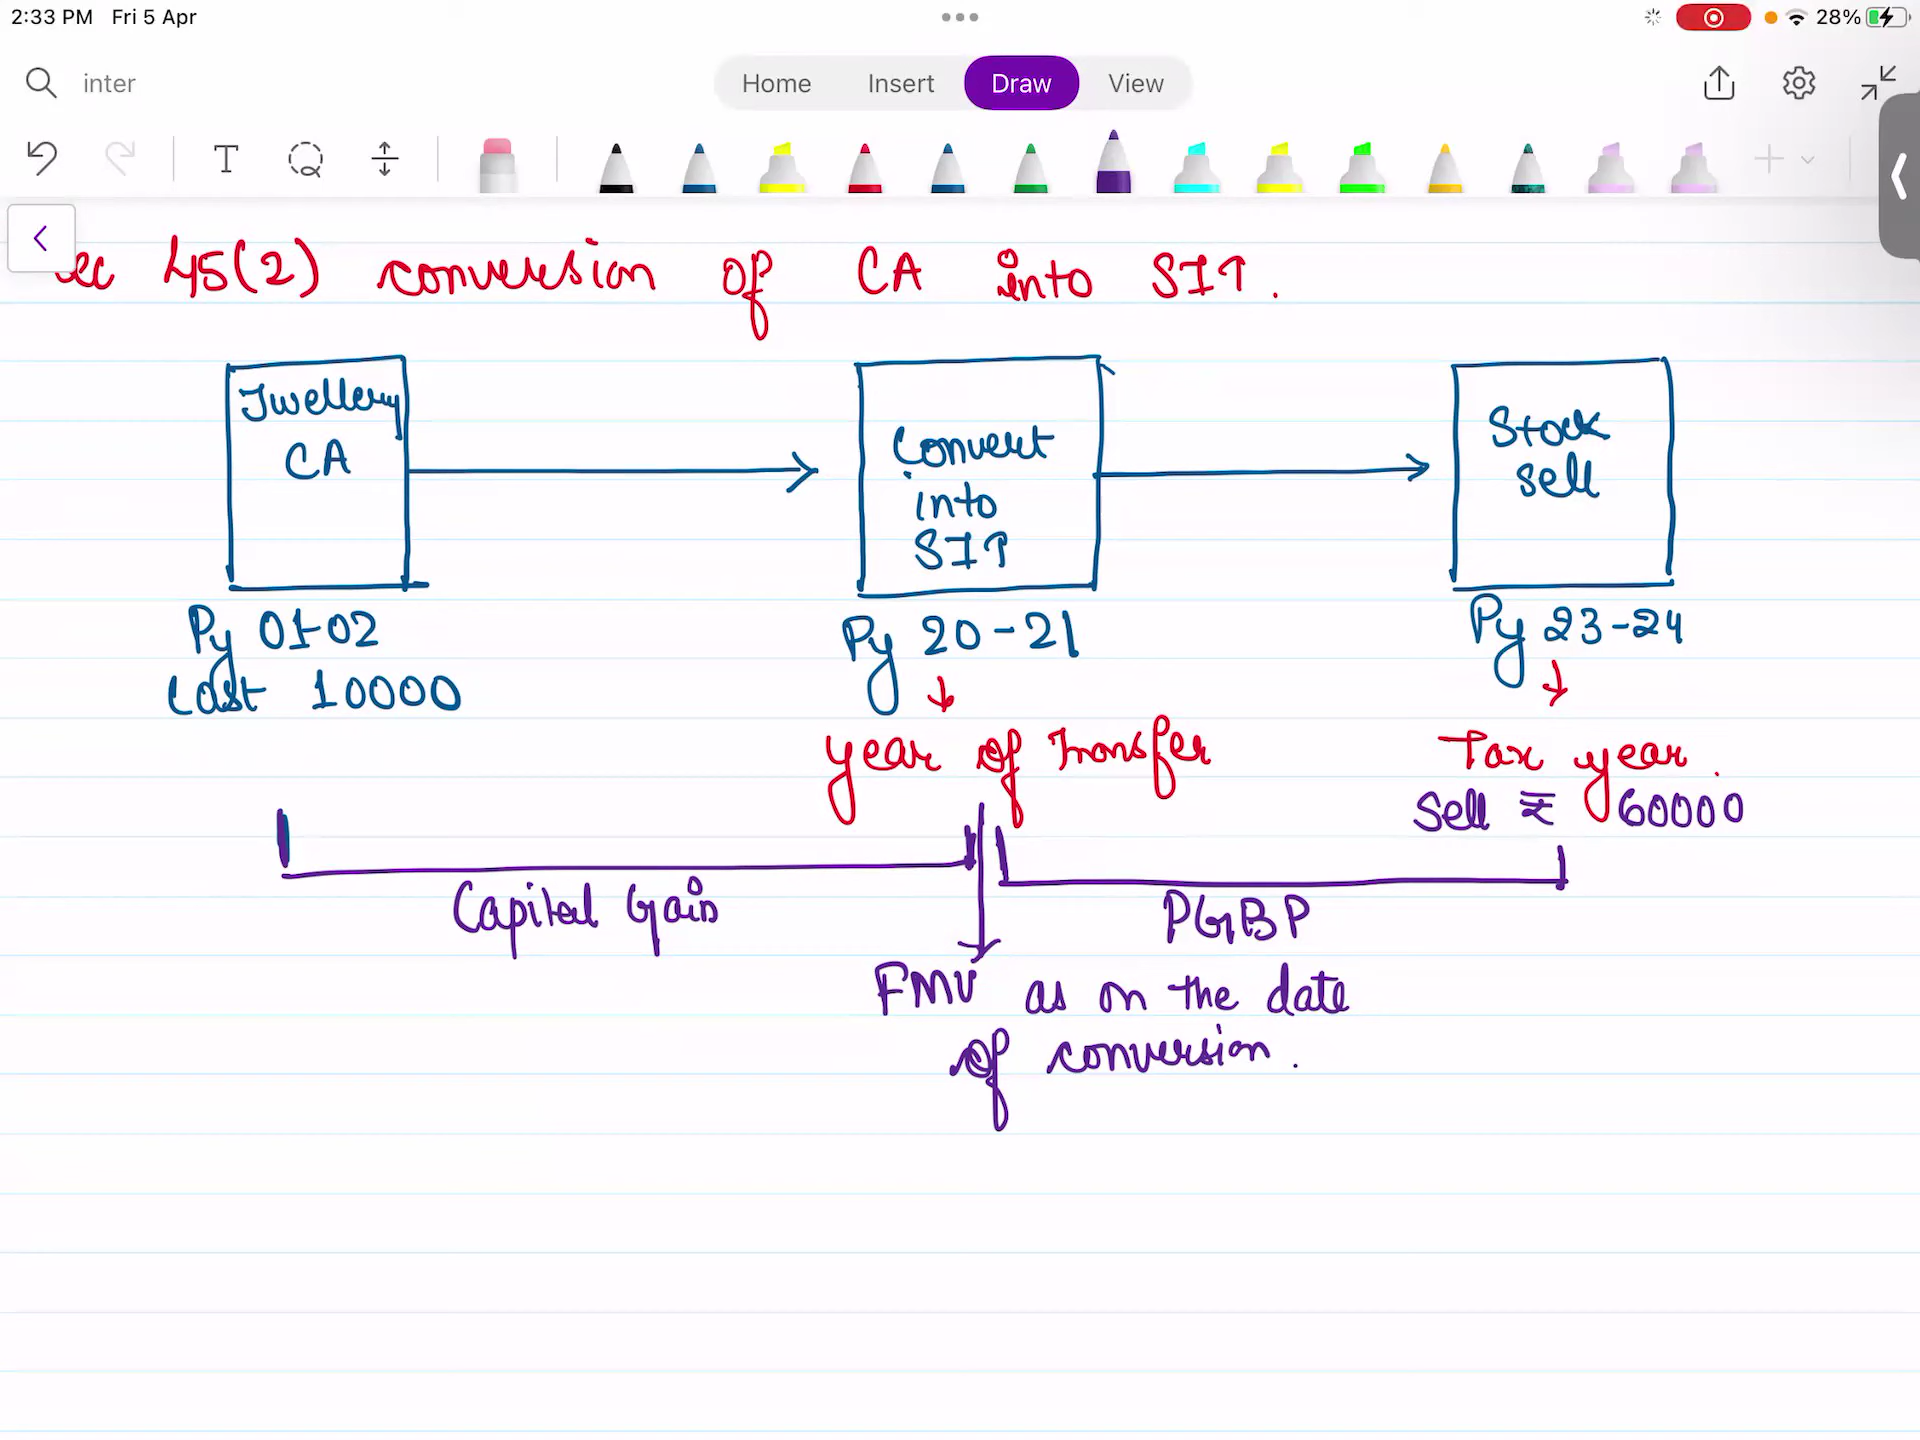 2:33 PM Fri 5 Apr
28%
inter
Home Insert Draw View
T
ec 45(2) conversion of CA into SIT.
Jwellery
CA
Convert
into
SIT
Stock
sell
Py 01-02
Cost 10000
Py 20-21
Py 23-24
year of Transfer
Tax year.
Sell ₹ 60000
Capital Gain
PGBP
FMV as on the date
of conversion.